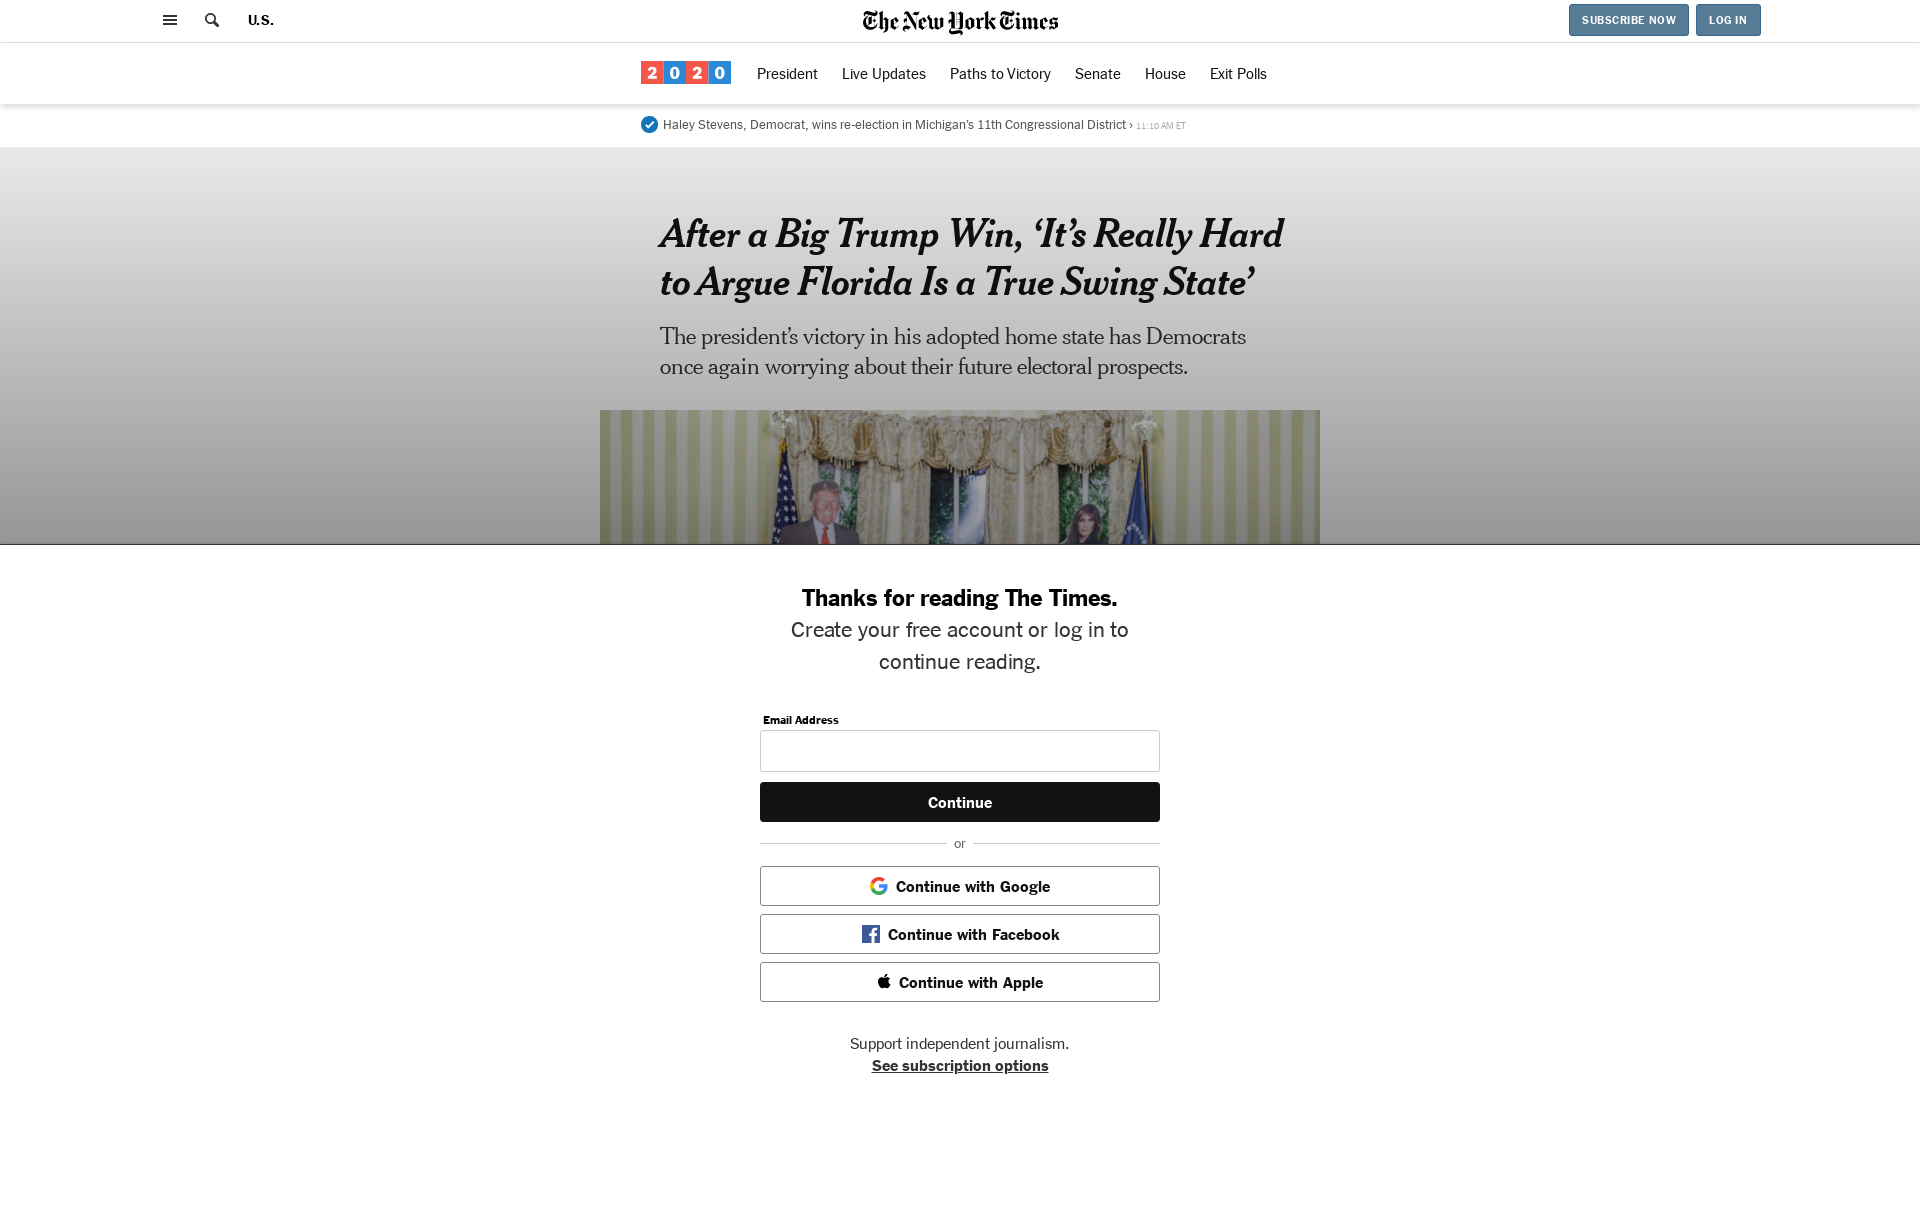 U.S.
The New York Times
SUBSCRIBE NOW
LOG IN
2020
President
Live Updates
Paths to Victory
Senate
House
Exit Polls
Haley Stevens, Democrat, wins re-election in Michigan’s 11th Congressional District › 11:10 AM ET
After a Big Trump Win, ‘It’s Really Hard
to Argue Florida Is a True Swing State’
The president’s victory in his adopted home state has Democrats
once again worrying about their future electoral prospects.
Thanks for reading The Times.
Create your free account or log in to
continue reading.
Email Address
Continue
or
Continue with Google
Continue with Facebook
Continue with Apple
Support independent journalism.
See subscription options